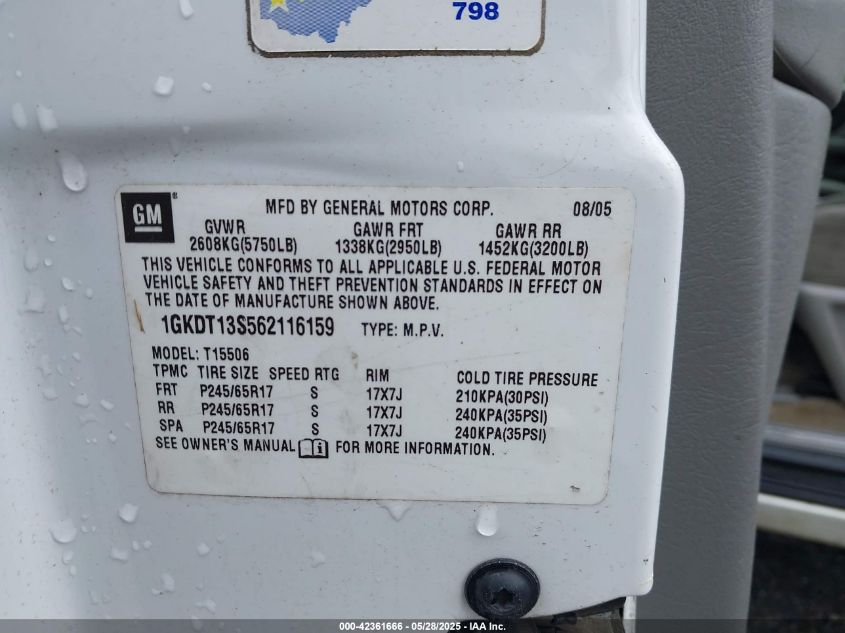 798
GM ®
MFD BY GENERAL MOTORS CORP. 08/05
GVWR GAWR FRT GAWR RR
2608KG(5750LB) 1338KG(2950LB) 1452KG(3200LB)
THIS VEHICLE CONFORMS TO ALL APPLICABLE U.S. FEDERAL MOTOR
VEHICLE SAFETY AND THEFT PREVENTION STANDARDS IN EFFECT ON
THE DATE OF MANUFACTURE SHOWN ABOVE.
1GKDT13S562116159 TYPE: M.P.V.
MODEL: T15506
TPMC TIRE SIZE SPEED RTG RIM COLD TIRE PRESSURE
FRT P245/65R17 S 17X7J 210KPA(30PSI)
RR P245/65R17 S 17X7J 240KPA(35PSI)
SPA P245/65R17 S 17X7J 240KPA(35PSI)
SEE OWNER'S MANUAL FOR MORE INFORMATION.
000-42361666 - 05/28/2025 - IAA Inc.